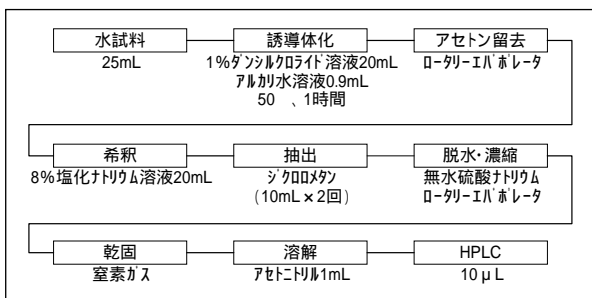 水試料
25mL
誘導体化
1%ﾀﾞﾝｼﾙｸﾛﾗｲﾄﾞ溶液20mL
ｱﾙｶﾘ水溶液0.9mL
50　、1時間
アセトン留去
ﾛｰﾀﾘｰｴﾊﾞﾎﾟﾚｰﾀ
希釈
8%塩化ﾅﾄﾘｳﾑ溶液20mL
抽出
ｼﾞｸﾛﾛﾒﾀﾝ
(10mL×2回)
脱水・濃縮
無水硫酸ﾅﾄﾘｳﾑ
ﾛｰﾀﾘｰｴﾊﾞﾎﾟﾚｰﾀ
乾固
窒素ｶﾞｽ
溶解
ｱｾﾄﾆﾄﾘﾙ1mL
HPLC
10μL